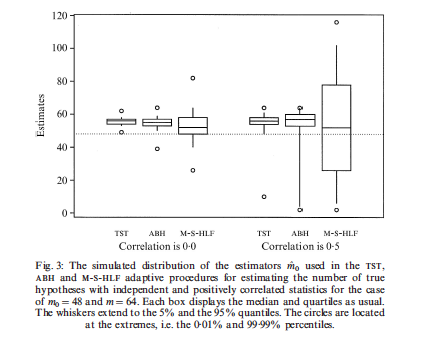 120
100
80
60
40
20
0
Estimates
TST ABH M-S-HLF TST ABH M-S-HLF
Correlation is 0·0 Correlation is 0·5
Fig. 3: The simulated distribution of the estimators m̂₀ used in the TST,
ABH and M-S-HLF adaptive procedures for estimating the number of true
hypotheses with independent and positively correlated statistics for the case
of m₀ = 48 and m = 64. Each box displays the median and quartiles as usual.
The whiskers extend to the 5% and the 95% quantiles. The circles are located
at the extremes, i.e. the 0·01% and 99·99% percentiles.